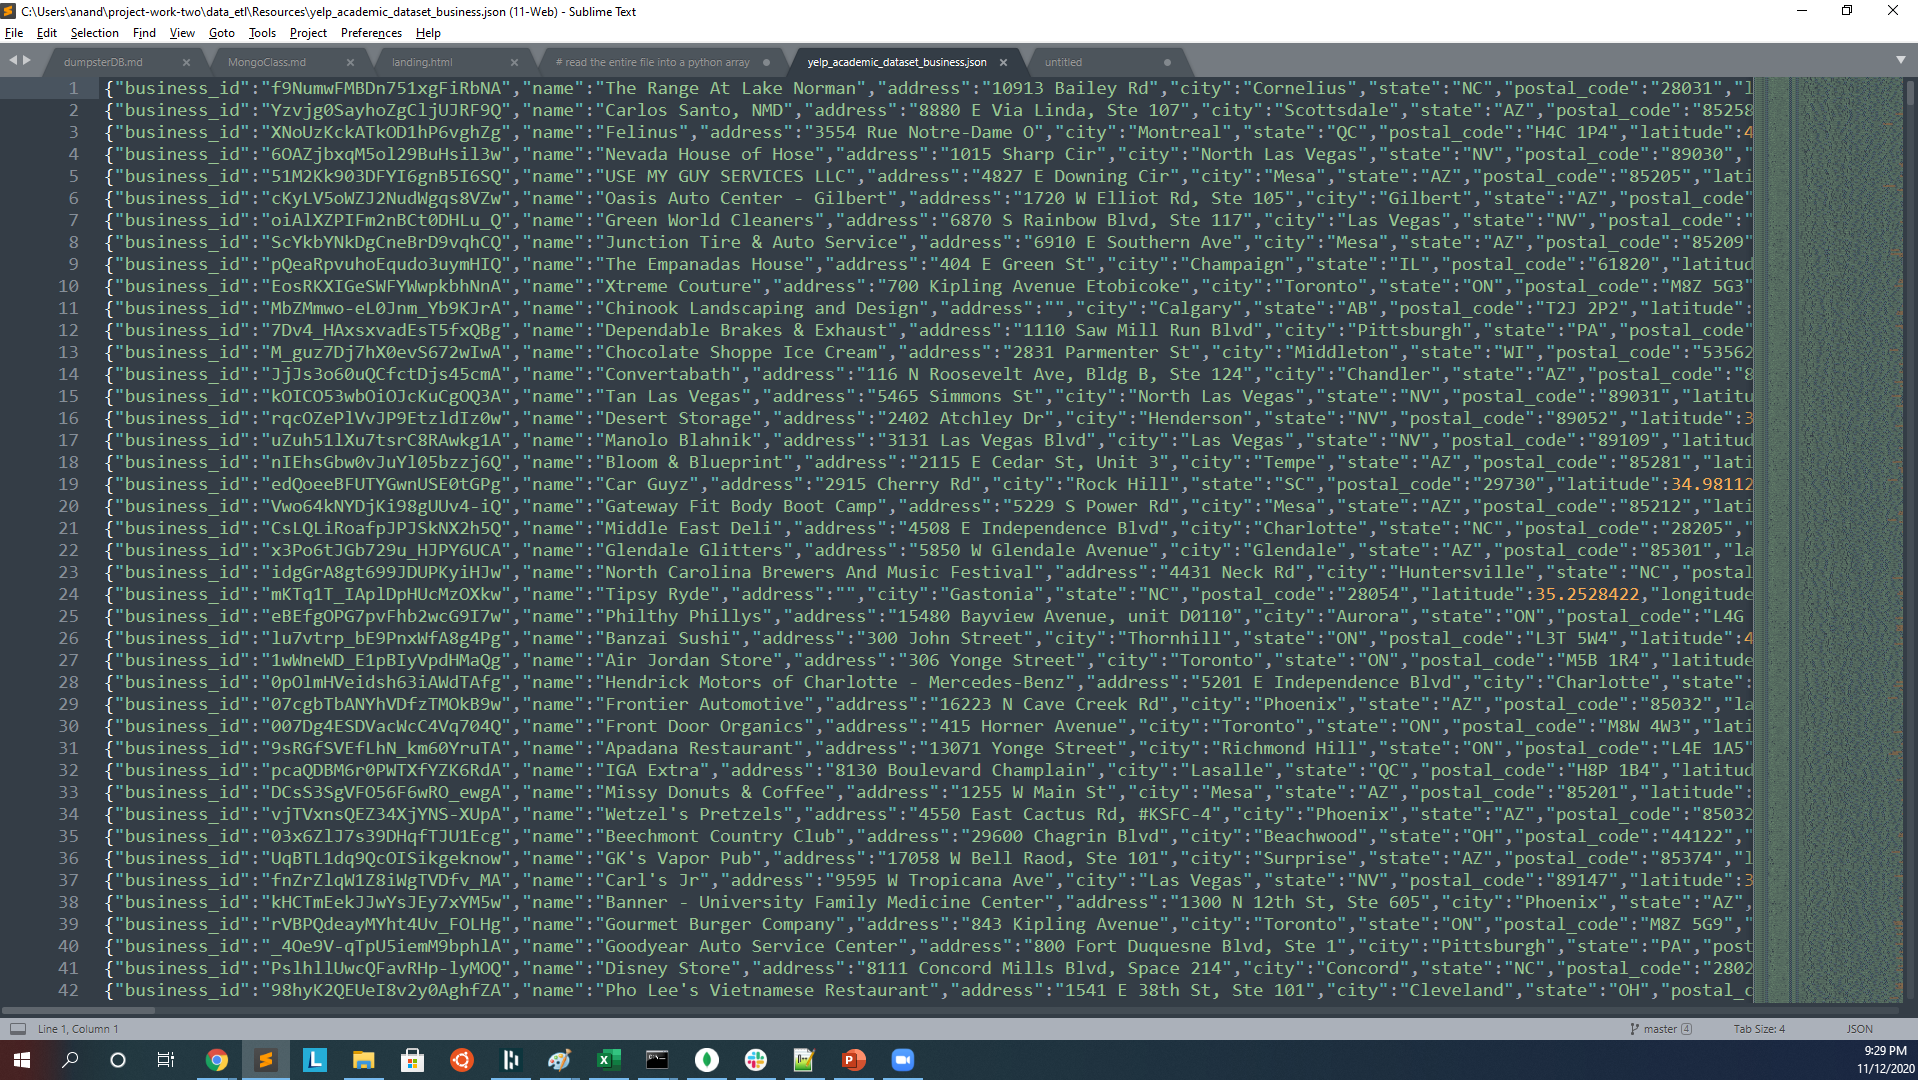 C:\Users\anand\project-work-two\data_etl\Resources\yelp_academic_dataset_business.json (11-Web) - Sublime Text
File Edit Selection Find View Goto Tools Project Preferences Help
dumpsterDB.md MongoClass.md landing.html # read the entire file into a python array yelp_academic_dataset_business.json untitled
1 {"business_id":"f9NumwFMBDn751xgFiRbNA","name":"The Range At Lake Norman","address":"10913 Bailey Rd","city":"Cornelius","state":"NC","postal_code":"28031","l
2 {"business_id":"Yzvjg0SayhoZgCljUJRF9Q","name":"Carlos Santo, NMD","address":"8880 E Via Linda, Ste 107","city":"Scottsdale","state":"AZ","postal_code":"85258
3 {"business_id":"XNoUzKckATkOD1hP6vghZg","name":"Felinus","address":"3554 Rue Notre-Dame O","city":"Montreal","state":"QC","postal_code":"H4C 1P4","latitude":4
4 {"business_id":"6OAZjbxqM5ol29BuHsil3w","name":"Nevada House of Hose","address":"1015 Sharp Cir","city":"North Las Vegas","state":"NV","postal_code":"89030","
5 {"business_id":"51M2Kk903DFYI6gnB5I6SQ","name":"USE MY GUY SERVICES LLC","address":"4827 E Downing Cir","city":"Mesa","state":"AZ","postal_code":"85205","lati
6 {"business_id":"cKyLV5oWZJ2NudWgqs8VZw","name":"Oasis Auto Center - Gilbert","address":"1720 W Elliot Rd, Ste 105","city":"Gilbert","state":"AZ","postal_code"
7 {"business_id":"oiAlXZPIFm2nBCt0DHLu_Q","name":"Green World Cleaners","address":"6870 S Rainbow Blvd, Ste 117","city":"Las Vegas","state":"NV","postal_code":"
8 {"business_id":"ScYkbYNkDgCneBrD9vqhCQ","name":"Junction Tire & Auto Service","address":"6910 E Southern Ave","city":"Mesa","state":"AZ","postal_code":"85209"
9 {"business_id":"pQeaRpvuhoEqudo3uymHIQ","name":"The Empanadas House","address":"404 E Green St","city":"Champaign","state":"IL","postal_code":"61820","latitud
10 {"business_id":"EosRKXIGeSWFYWwpkbhNnA","name":"Xtreme Couture","address":"700 Kipling Avenue Etobicoke","city":"Toronto","state":"ON","postal_code":"M8Z 5G3"
11 {"business_id":"MbZMmwo-eL0Jnm_Yb9KJrA","name":"Chinook Landscaping and Design","address":"","city":"Calgary","state":"AB","postal_code":"T2J 2P2","latitude":
12 {"business_id":"7Dv4_HAxsxvadEsT5fxQBg","name":"Dependable Brakes & Exhaust","address":"1110 Saw Mill Run Blvd","city":"Pittsburgh","state":"PA","postal_code"
13 {"business_id":"M_guz7Dj7hX0evS672wIwA","name":"Chocolate Shoppe Ice Cream","address":"2831 Parmenter St","city":"Middleton","state":"WI","postal_code":"53562
14 {"business_id":"JjJs3o60uQCfctDjs45cmA","name":"Convertabath","address":"116 N Roosevelt Ave, Bldg B, Ste 124","city":"Chandler","state":"AZ","postal_code":"8
15 {"business_id":"kOICO53wbOiOJcKuCgOQ3A","name":"Tan Las Vegas","address":"5465 Simmons St","city":"North Las Vegas","state":"NV","postal_code":"89031","latitu
16 {"business_id":"rqcOZePlVvJP9EtzldIz0w","name":"Desert Storage","address":"2402 Atchley Dr","city":"Henderson","state":"NV","postal_code":"89052","latitude":3
17 {"business_id":"uZuh51lXu7tsrC8RAwkg1A","name":"Manolo Blahnik","address":"3131 Las Vegas Blvd","city":"Las Vegas","state":"NV","postal_code":"89109","latitud
18 {"business_id":"nIEhsGbw0vJuYl05bzzj6Q","name":"Bloom & Blueprint","address":"2115 E Cedar St, Unit 3","city":"Tempe","state":"AZ","postal_code":"85281","lati
19 {"business_id":"edQoeeBFUTYGwnUSE0tGPg","name":"Car Guyz","address":"2915 Cherry Rd","city":"Rock Hill","state":"SC","postal_code":"29730","latitude":34.98112
20 {"business_id":"Vwo64kNYDjKi98gUUv4-iQ","name":"Gateway Fit Body Boot Camp","address":"5229 S Power Rd","city":"Mesa","state":"AZ","postal_code":"85212","lati
21 {"business_id":"CsLQLiRoafpJPJSkNX2h5Q","name":"Middle East Deli","address":"4508 E Independence Blvd","city":"Charlotte","state":"NC","postal_code":"28205","
22 {"business_id":"x3Po6tJGb729u_HJPY6UCA","name":"Glendale Glitters","address":"5850 W Glendale Avenue","city":"Glendale","state":"AZ","postal_code":"85301","la
23 {"business_id":"idgGrA8gt699JDUPKyiHJw","name":"North Carolina Brewers And Music Festival","address":"4431 Neck Rd","city":"Huntersville","state":"NC","postal
24 {"business_id":"mKTq1T_IAplDpHUcMzOXkw","name":"Tipsy Ryde","address":"","city":"Gastonia","state":"NC","postal_code":"28054","latitude":35.2528422,"longitude
25 {"business_id":"eBEfgOPG7pvFhb2wcG9I7w","name":"Philthy Phillys","address":"15480 Bayview Avenue, unit D0110","city":"Aurora","state":"ON","postal_code":"L4G
26 {"business_id":"lu7vtrp_bE9PnxWfA8g4Pg","name":"Banzai Sushi","address":"300 John Street","city":"Thornhill","state":"ON","postal_code":"L3T 5W4","latitude":4
27 {"business_id":"1wWneWD_E1pBIyVpdHMaQg","name":"Air Jordan Store","address":"306 Yonge Street","city":"Toronto","state":"ON","postal_code":"M5B 1R4","latitude
28 {"business_id":"0pOlmHVeidsh63iAWdTAfg","name":"Hendrick Motors of Charlotte - Mercedes-Benz","address":"5201 E Independence Blvd","city":"Charlotte","state":
29 {"business_id":"07cgbTbANYhVDfzTMOkB9w","name":"Frontier Automotive","address":"16223 N Cave Creek Rd","city":"Phoenix","state":"AZ","postal_code":"85032","la
30 {"business_id":"007Dg4ESDVacWcC4Vq704Q","name":"Front Door Organics","address":"415 Horner Avenue","city":"Toronto","state":"ON","postal_code":"M8W 4W3","lati
31 {"business_id":"9sRGfSVEfLhN_km60YruTA","name":"Apadana Restaurant","address":"13071 Yonge Street","city":"Richmond Hill","state":"ON","postal_code":"L4E 1A5"
32 {"business_id":"pcaQDBM6r0PWTXfYZK6RdA","name":"IGA Extra","address":"8130 Boulevard Champlain","city":"Lasalle","state":"QC","postal_code":"H8P 1B4","latitud
33 {"business_id":"DCsS3SgVFO56F6wRO_ewgA","name":"Missy Donuts & Coffee","address":"1255 W Main St","city":"Mesa","state":"AZ","postal_code":"85201","latitude":
34 {"business_id":"vjTVxnsQEZ34XjYNS-XUpA","name":"Wetzel's Pretzels","address":"4550 East Cactus Rd, #KSFC-4","city":"Phoenix","state":"AZ","postal_code":"85032
35 {"business_id":"03x6ZlJ7s39DHqfTJU1Ecg","name":"Beechmont Country Club","address":"29600 Chagrin Blvd","city":"Beachwood","state":"OH","postal_code":"44122","
36 {"business_id":"UqBTL1dq9QcOISikgeknow","name":"GK's Vapor Pub","address":"17058 W Bell Raod, Ste 101","city":"Surprise","state":"AZ","postal_code":"85374","l
37 {"business_id":"fnZrZlqW1Z8iWgTVDfv_MA","name":"Carl's Jr","address":"9595 W Tropicana Ave","city":"Las Vegas","state":"NV","postal_code":"89147","latitude":3
38 {"business_id":"kHCTmEekJJwYsJEy7xYM5w","name":"Banner - University Family Medicine Center","address":"1300 N 12th St, Ste 605","city":"Phoenix","state":"AZ",
39 {"business_id":"rVBPQdeayMYht4Uv_FOLHg","name":"Gourmet Burger Company","address":"843 Kipling Avenue","city":"Toronto","state":"ON","postal_code":"M8Z 5G9","
40 {"business_id":"_4Oe9V-qTpU5iemM9bphlA","name":"Goodyear Auto Service Center","address":"800 Fort Duquesne Blvd, Ste 1","city":"Pittsburgh","state":"PA","post
41 {"business_id":"PslhllUwcQFavRHp-lyMOQ","name":"Disney Store","address":"8111 Concord Mills Blvd, Space 214","city":"Concord","state":"NC","postal_code":"2802
42 {"business_id":"98hyK2QEUeI8v2y0AghfZA","name":"Pho Lee's Vietnamese Restaurant","address":"1541 E 38th St, Ste 101","city":"Cleveland","state":"OH","postal_c
Line 1, Column 1 master 4 Tab Size: 4 JSON
9:29 PM
11/12/2020